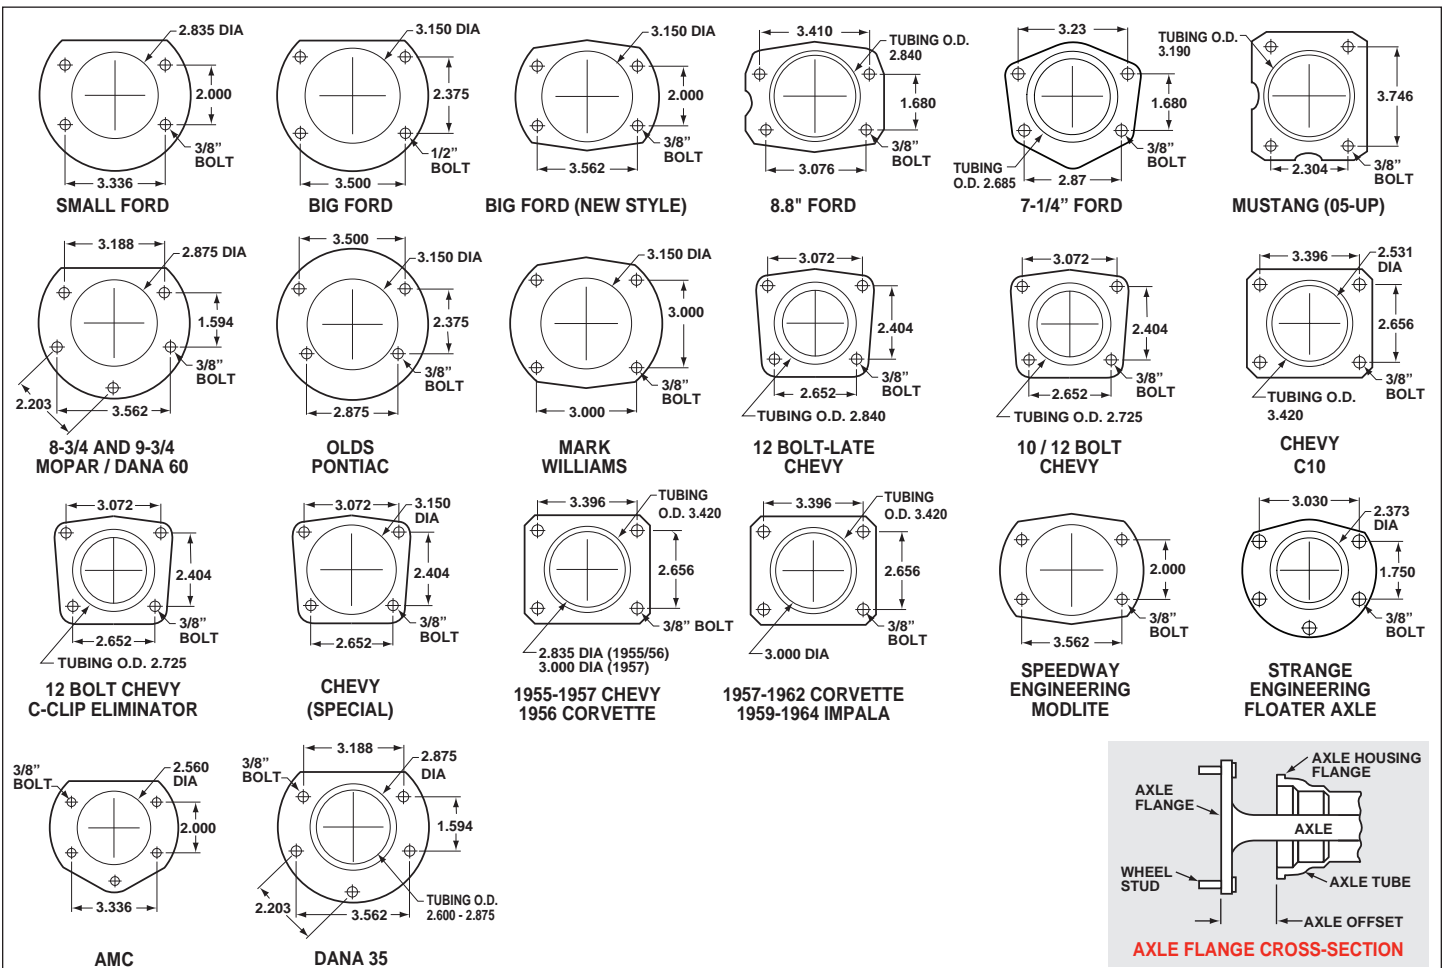 2.835 DIA
2.000
3/8”
BOLT
3.336
SMALL FORD
3.150 DIA
2.375
1/2”
BOLT
3.500
BIG FORD
3.150 DIA
2.000
3/8”
BOLT
3.562
BIG FORD (NEW STYLE)
3.410
TUBING O.D.
2.840
1.680
3/8”
BOLT
3.076
8.8" FORD
3.23
1.680
3/8”
BOLT
TUBING
O.D. 2.685
2.87
7-1/4” FORD
TUBING O.D.
3.190
3.746
3/8”
BOLT
2.304
MUSTANG (05-UP)
3.188
2.875 DIA
1.594
3/8”
BOLT
2.203
3.562
8-3/4 AND 9-3/4
MOPAR / DANA 60
3.500
3.150 DIA
2.375
3/8”
BOLT
2.875
OLDS
PONTIAC
3.150 DIA
3.000
3/8”
BOLT
3.000
MARK
WILLIAMS
3.072
2.404
3/8”
BOLT
2.652
TUBING O.D. 2.840
12 BOLT-LATE
CHEVY
3.072
2.404
3/8”
BOLT
2.652
TUBING O.D. 2.725
10 / 12 BOLT
CHEVY
3.396
2.531
DIA
2.656
3/8”
BOLT
TUBING O.D.
3.420
CHEVY
C10
3.072
2.404
3/8”
BOLT
2.652
TUBING O.D. 2.725
12 BOLT CHEVY
C-CLIP ELIMINATOR
3.072
3.150
DIA
2.404
3/8”
BOLT
2.652
CHEVY
(SPECIAL)
3.396
TUBING
O.D. 3.420
2.656
3/8” BOLT
2.835 DIA (1955/56)
3.000 DIA (1957)
1955-1957 CHEVY
1956 CORVETTE
3.396
TUBING
O.D. 3.420
2.656
3/8” BOLT
3.000 DIA
1957-1962 CORVETTE
1959-1964 IMPALA
2.000
3/8”
BOLT
3.562
SPEEDWAY
ENGINEERING
MODLITE
3.030
2.373
DIA
1.750
3/8”
BOLT
STRANGE
ENGINEERING
FLOATER AXLE
3/8”
BOLT
2.560
DIA
2.000
3.336
AMC
3/8”
BOLT
3.188
2.875
DIA
1.594
2.203
3.562
TUBING O.D.
2.600 - 2.875
DANA 35
AXLE HOUSING
FLANGE
AXLE
FLANGE
AXLE
WHEEL
STUD
AXLE TUBE
AXLE OFFSET
AXLE FLANGE CROSS-SECTION